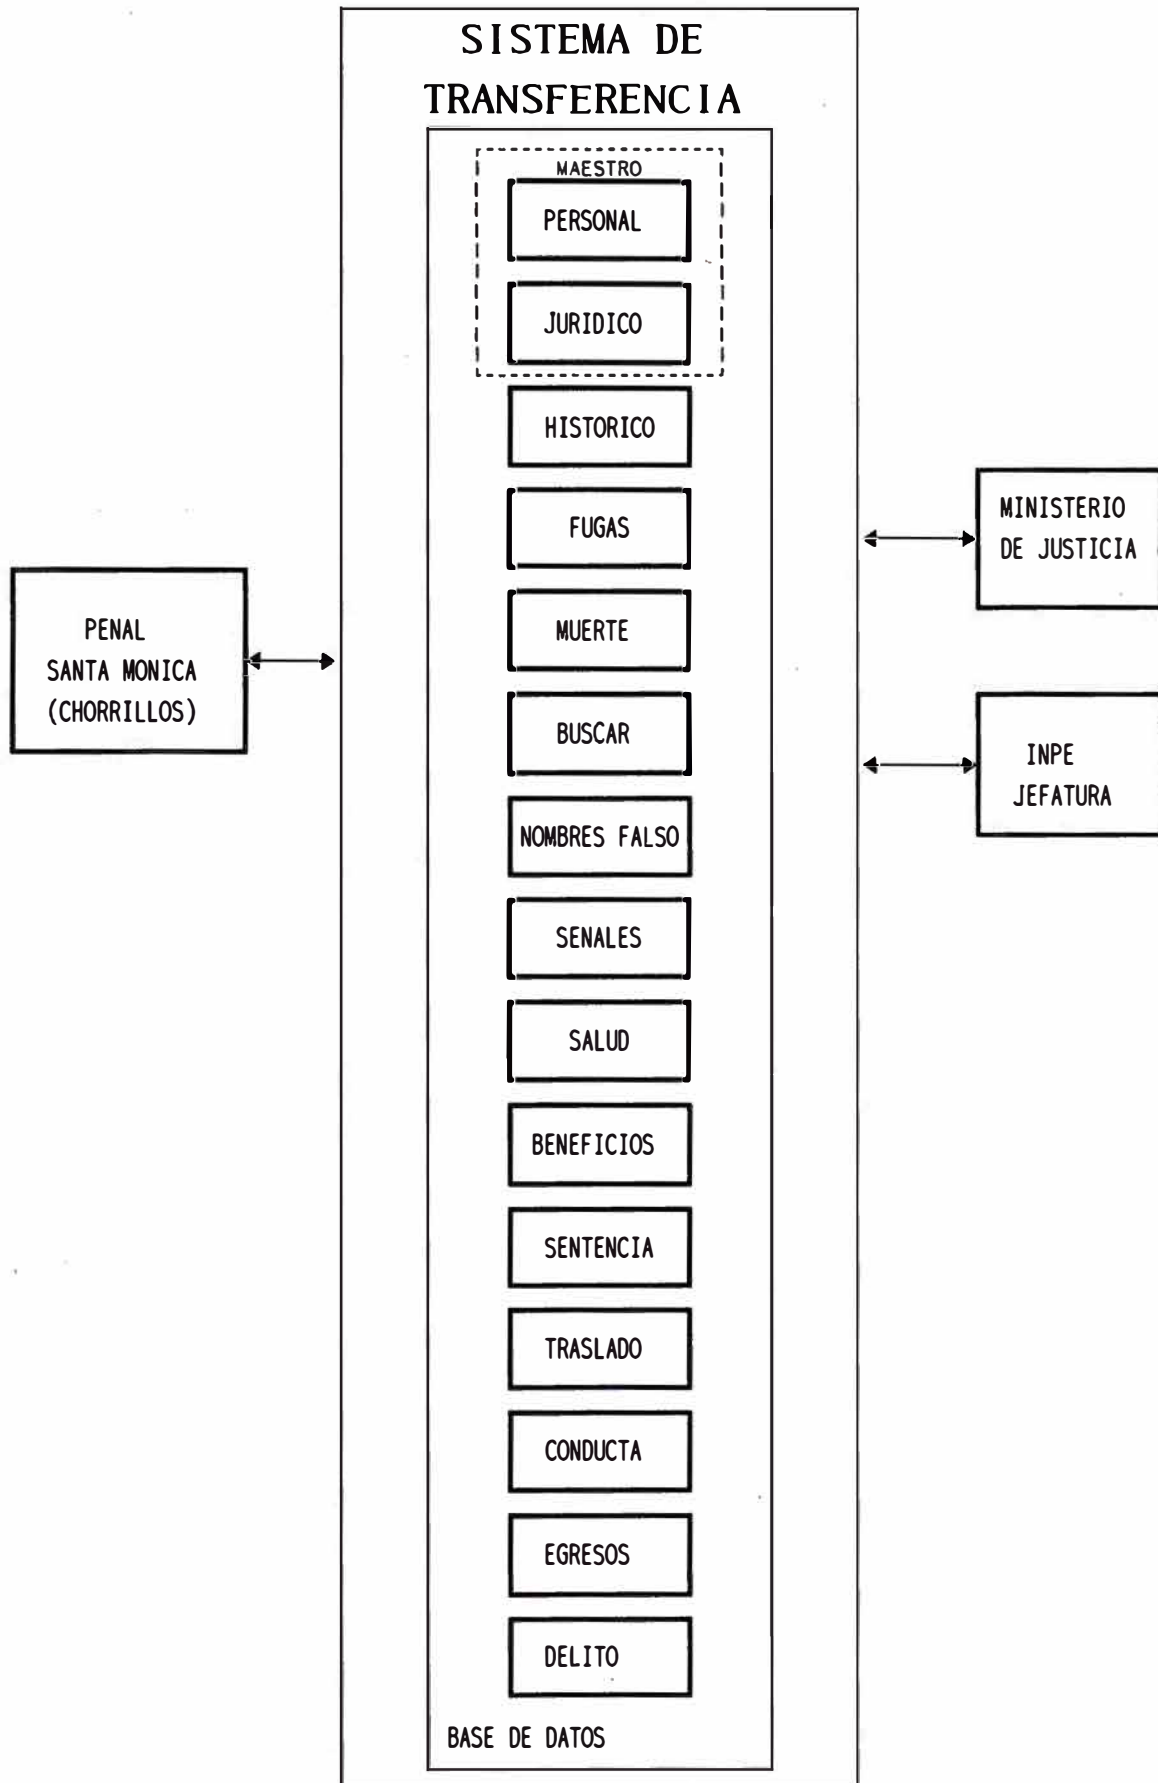 SISTEMA DE
TRANSFERENCIA
MAESTRO
PERSONAL
JURIDICO
HISTORICO
FUGAS
MUERTE
BUSCAR
NOMBRES FALSO
SENALES
SALUD
BENEFICIOS
SENTENCIA
TRASLADO
CONDUCTA
EGRESOS
DELITO
BASE DE DATOS
PENAL
SANTA MONICA
(CHORRILLOS)
MINISTERIO
DE JUSTICIA
INPE
JEFATURA